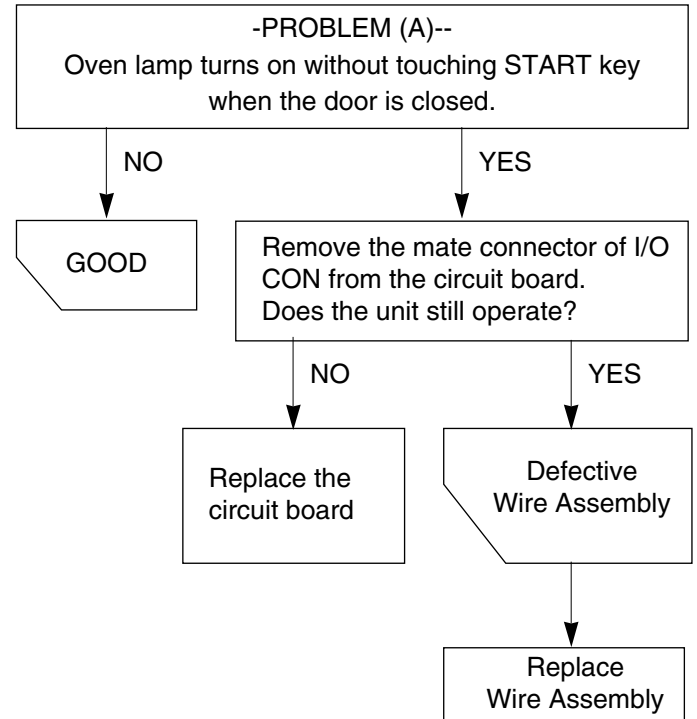 -PROBLEM (A)--
Oven lamp turns on without touching START key
when the door is closed.
NO
YES
GOOD
Remove the mate connector of I/O
CON from the circuit board.
Does the unit still operate?
NO
YES
Replace the
circuit board
Defective
Wire Assembly
Replace
Wire Assembly